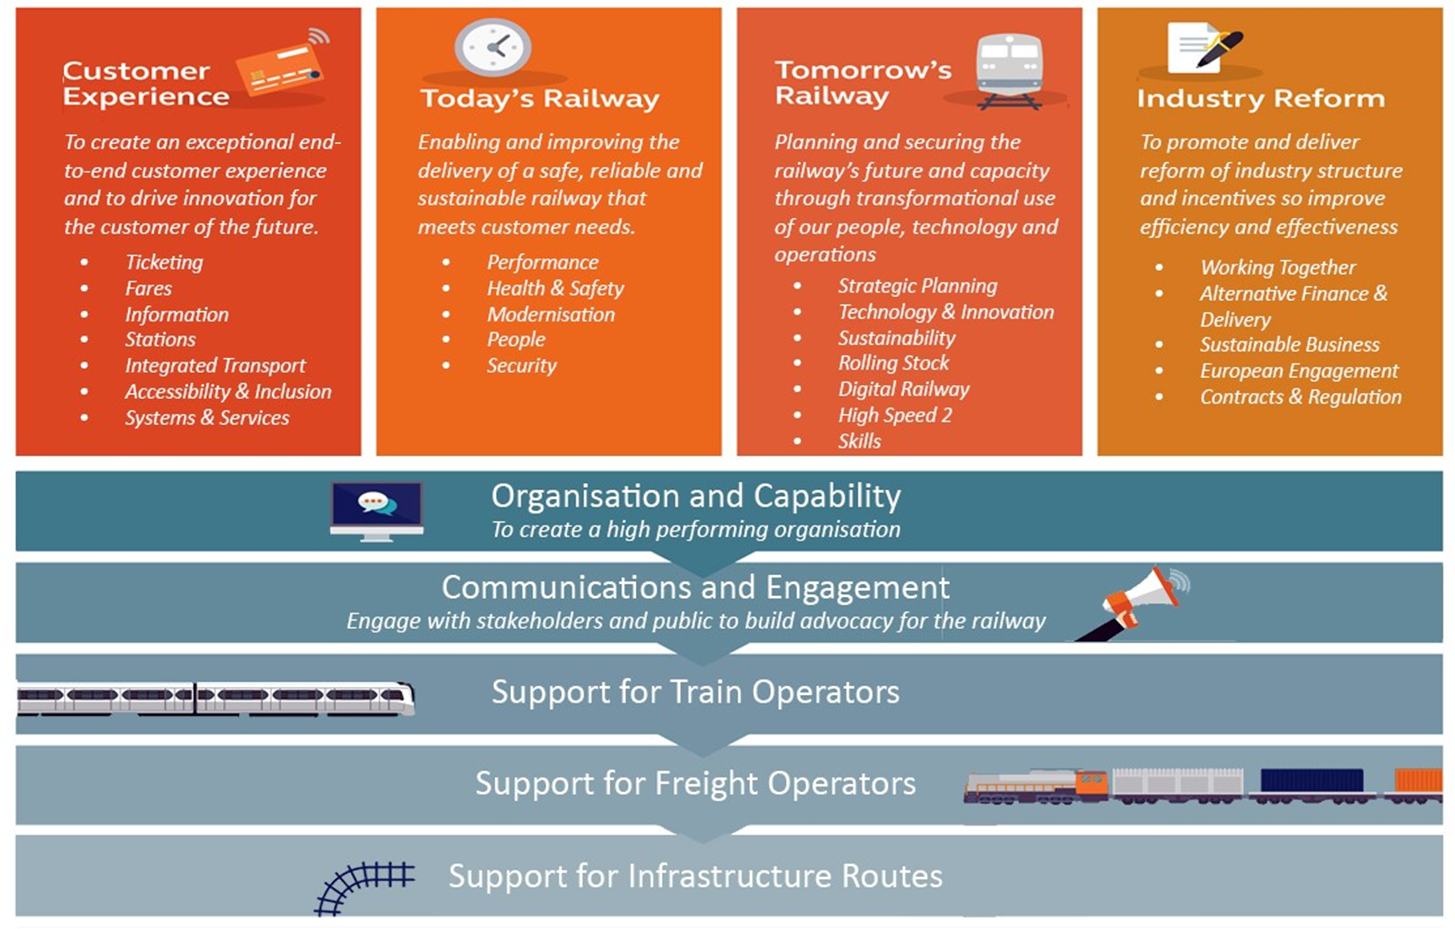 Customer
Experience
To create an exceptional end-
to-end customer experience
and to drive innovation for
the customer of the future.
• Ticketing
• Fares
• Information
• Stations
• Integrated Transport
• Accessibility & Inclusion
• Systems & Services
Today's Railway
Enabling and improving the
delivery of a safe, reliable and
sustainable railway that
meets customer needs.
• Performance
• Health & Safety
• Modernisation
• People
• Security
Tomorrow's
Railway
Planning and securing the
railway's future and capacity
through transformational use
of our people, technology and
operations
• Strategic Planning
• Technology & Innovation
• Sustainability
• Rolling Stock
• Digital Railway
• High Speed 2
• Skills
Industry Reform
To promote and deliver
reform of industry structure
and incentives so improve
efficiency and effectiveness
• Working Together
• Alternative Finance &
Delivery
• Sustainable Business
• European Engagement
• Contracts & Regulation
Organisation and Capability
To create a high performing organisation
Communications and Engagement
Engage with stakeholders and public to build advocacy for the railway
Support for Train Operators
Support for Freight Operators
Support for Infrastructure Routes